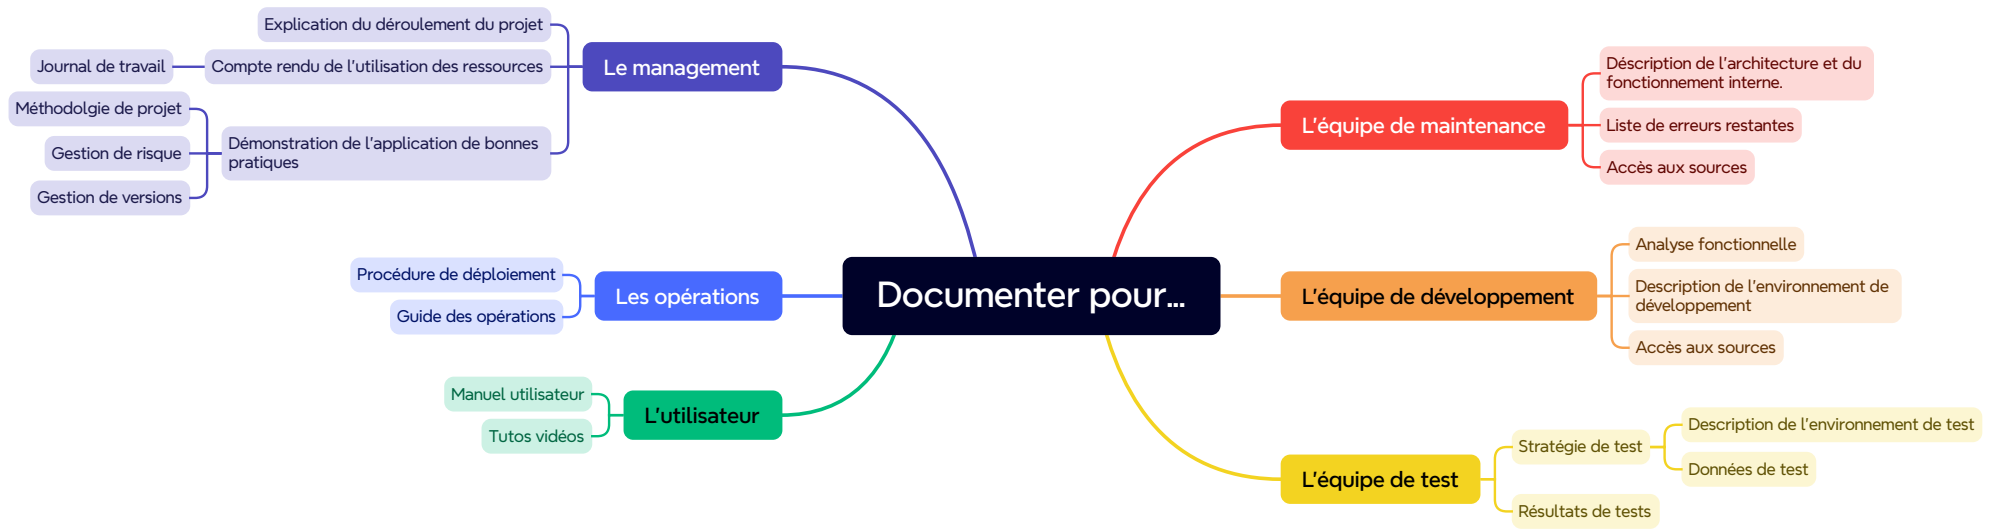 Explication du déroulement du projet
Journal de travail
Compte rendu de l'utilisation des ressources
Le management
Méthodolgie de projet
Gestion de risque
Gestion de versions
Démonstration de l'application de bonnes
pratiques
Procédure de déploiement
Guide des opérations
Les opérations
Manuel utilisateur
Tutos vidéos
L'utilisateur
Documenter pour...
L'équipe de maintenance
Déscription de l'architecture et du
fonctionnement interne.
Liste de erreurs restantes
Accès aux sources
L'équipe de développement
Analyse fonctionnelle
Description de l'environnement de
développement
Accès aux sources
L'équipe de test
Stratégie de test
Description de l'environnement de test
Données de test
Résultats de tests